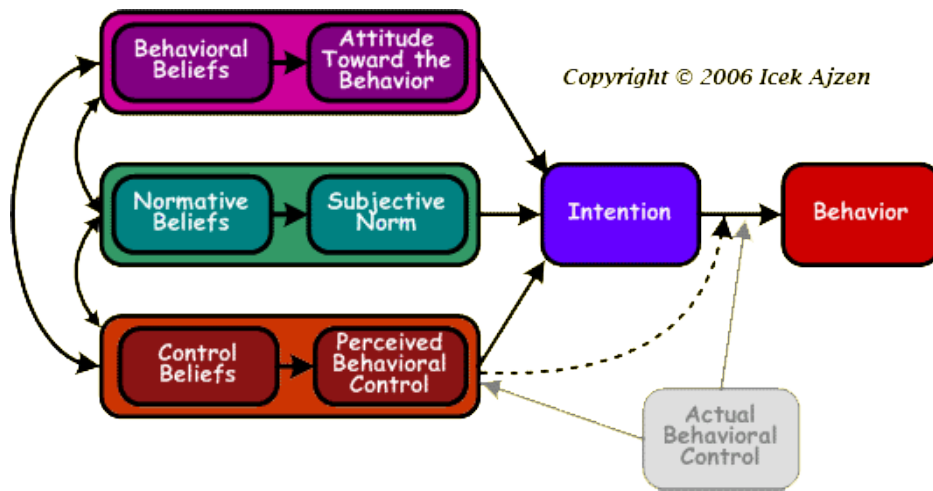 Behavioral
Beliefs
Attitude
Toward the
Behavior
Copyright © 2006 Icek Ajzen
Normative
Beliefs
Subjective
Norm
Intention
Behavior
Control
Beliefs
Perceived
Behavioral
Control
Actual
Behavioral
Control